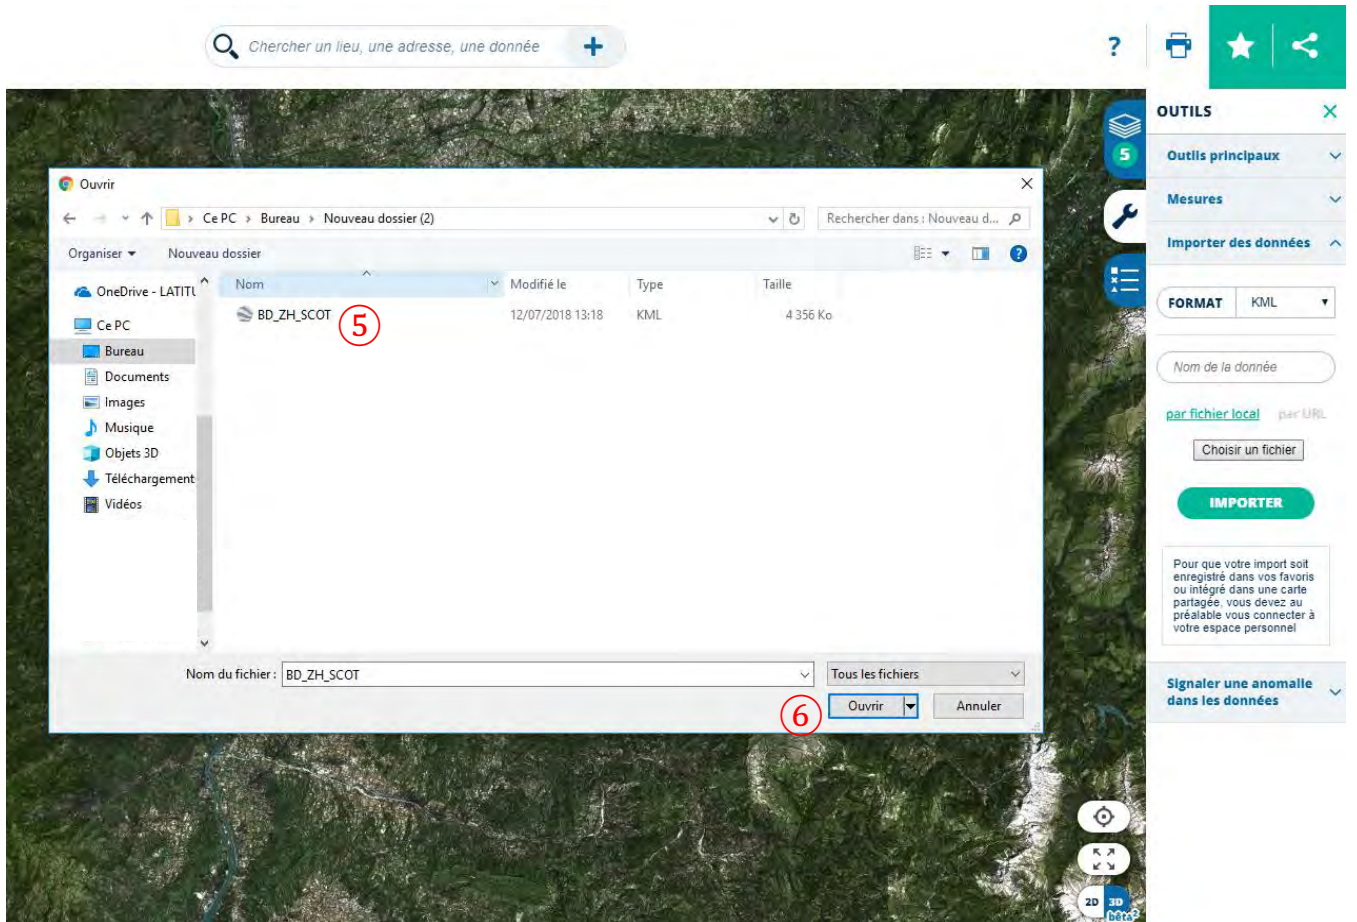 Chercher un lieu, une adresse, une donnée
?
OUTILS
5
Outils principaux
Mesures
Importer des données
FORMAT KML
Nom de la donnée
par fichier local par URL
Choisir un fichier
IMPORTER
Pour que votre import soit
enregistré dans vos favoris
ou intégré dans une carte
partagée, vous devez au
préalable vous connecter à
votre espace personnel
Signaler une anomalie
dans les données
Ouvrir
Ce PC > Bureau > Nouveau dossier (2)
Rechercher dans : Nouveau d...
Organiser Nouveau dossier
?
Nom Modifié le Type Taille
BD_ZH_SCOT 12/07/2018 13:18 KML 4 356 Ko
5
OneDrive - LATITU
Ce PC
Bureau
Documents
Images
Musique
Objets 3D
Téléchargement
Vidéos
Nom du fichier : BD_ZH_SCOT
Tous les fichiers
6
Ouvrir Annuler
2D 3D
bêta²